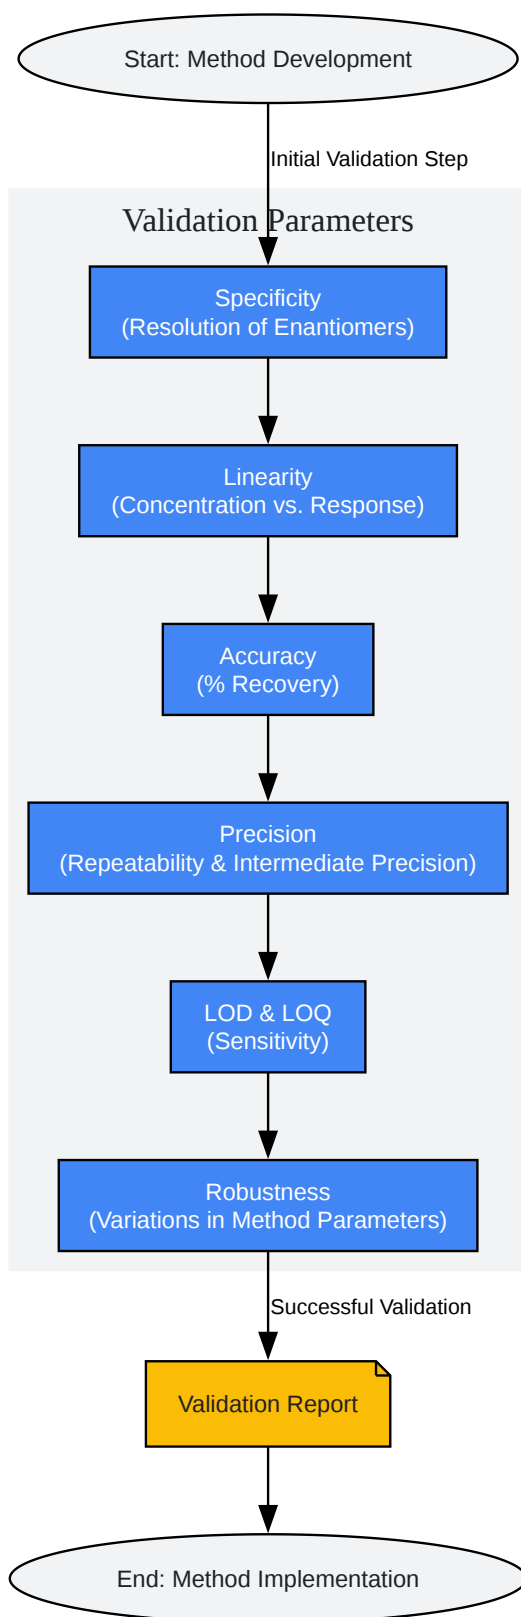 Start: Method Development
Initial Validation Step
Validation Parameters
Specificity
(Resolution of Enantiomers)
Linearity
(Concentration vs. Response)
Accuracy
(% Recovery)
Precision
(Repeatability & Intermediate Precision)
LOD & LOQ
(Sensitivity)
Robustness
(Variations in Method Parameters)
Successful Validation
Validation Report
End: Method Implementation